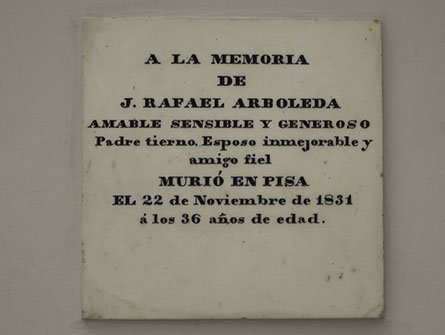 A LA MEMORIA
DE
J. RAFAEL ARBOLEDA
AMABLE SENSIBLE Y GENEROSO
Padre tierno, Esposo inmejorable y
amigo fiel
MURIÓ EN PISA
EL 22 de Noviembre de 1831
á los 36 años de edad.